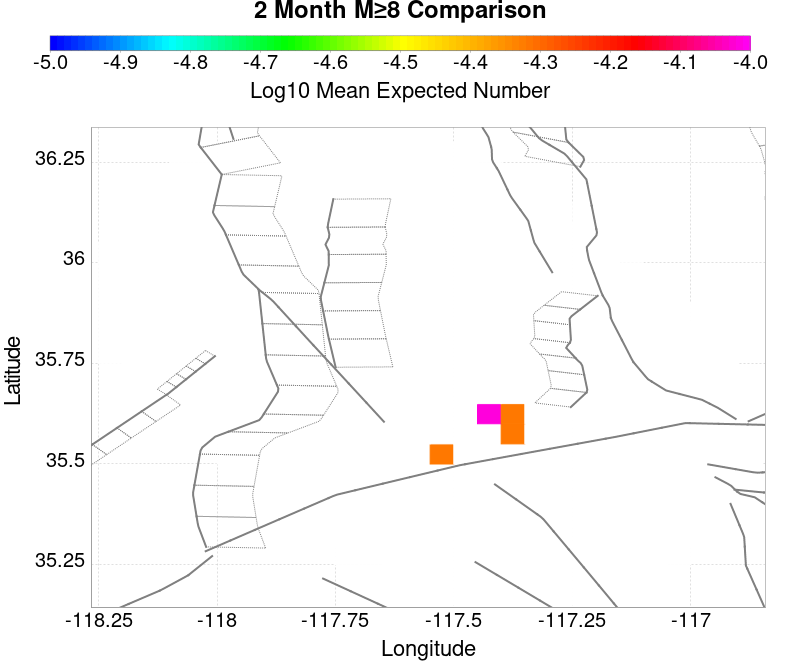 2 Month M≥8 Comparison
-5.0 -4.9 -4.8 -4.7 -4.6 -4.5 -4.4 -4.3 -4.2 -4.1 -4.0
Log10 Mean Expected Number
36.25
36
35.75
35.5
35.25
Latitude
-118.25 -118 -117.75 -117.5 -117.25 -117
Longitude